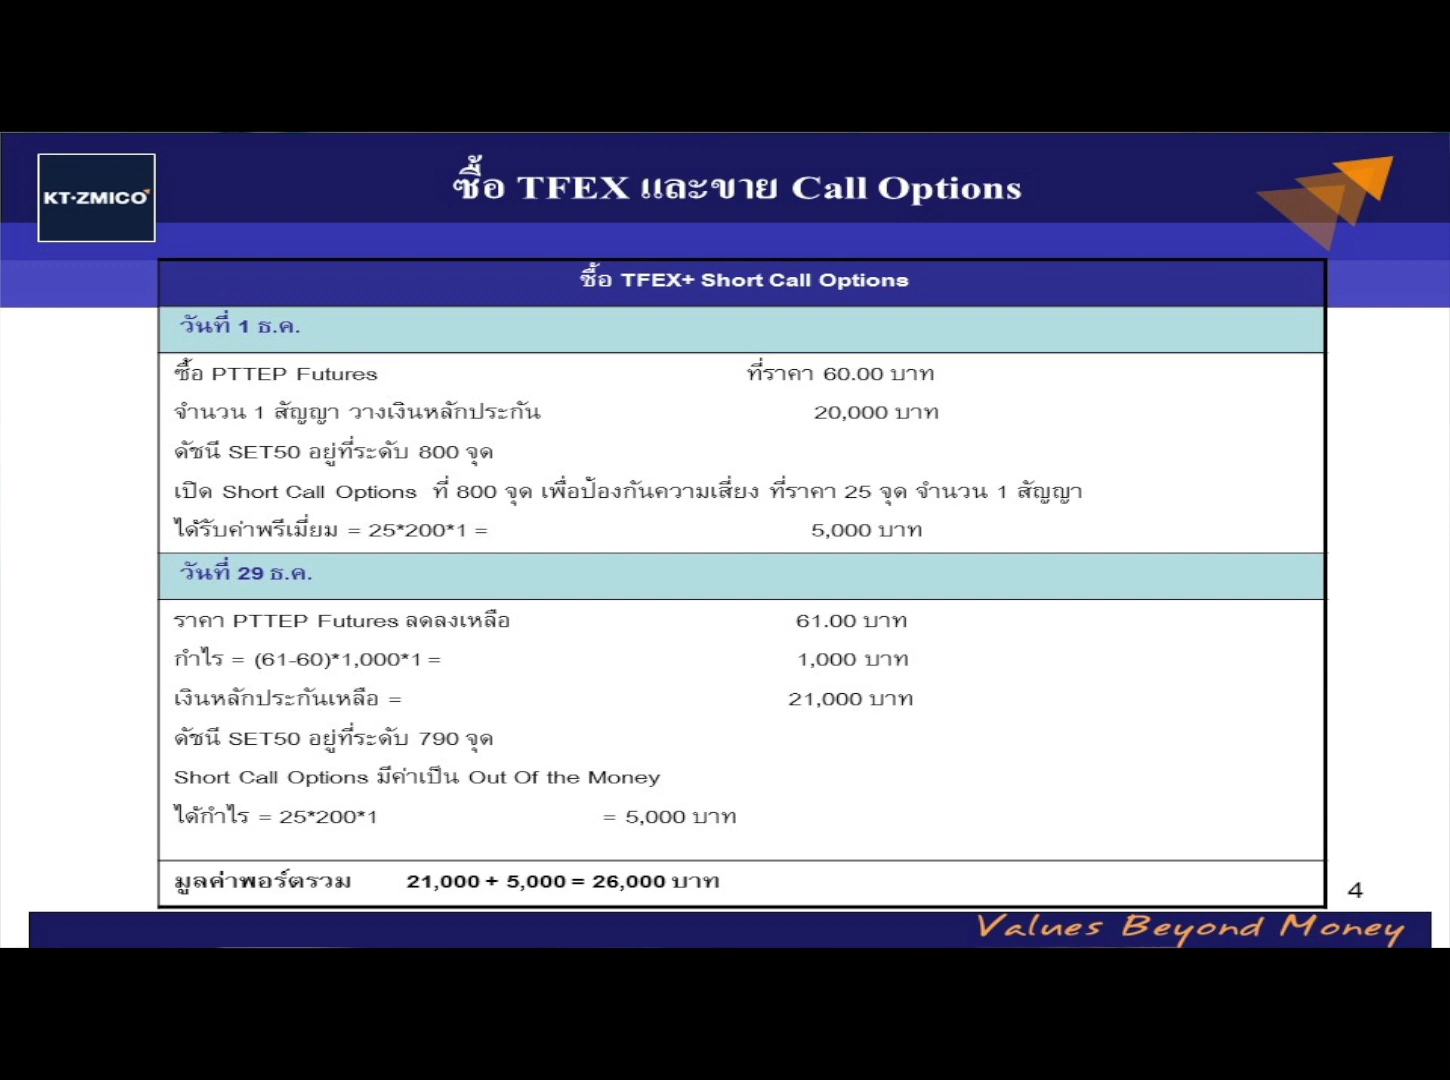 KT·ZMICO
ซื้อ TFEX และขาย Call Options
ซื้อ TFEX+ Short Call Options
วันที่ 1 ธ.ค.
ซื้อ PTTEP Futures ที่ราคา 60.00 บาท
จำนวน 1 สัญญา วางเงินหลักประกัน 20,000 บาท
ดัชนี SET50 อยู่ที่ระดับ 800 จุด
เปิด Short Call Options ที่ 800 จุด เพื่อป้องกันความเสี่ยง ที่ราคา 25 จุด จำนวน 1 สัญญา
ได้รับค่าพรีเมี่ยม = 25*200*1 = 5,000 บาท
วันที่ 29 ธ.ค.
ราคา PTTEP Futures ลดลงเหลือ 61.00 บาท
กำไร = (61-60)*1,000*1 = 1,000 บาท
เงินหลักประกันเหลือ = 21,000 บาท
ดัชนี SET50 อยู่ที่ระดับ 790 จุด
Short Call Options มีค่าเป็น Out Of the Money
ได้กำไร = 25*200*1 = 5,000 บาท
มูลค่าพอร์ตรวม 21,000 + 5,000 = 26,000 บาท
4
Values Beyond Money